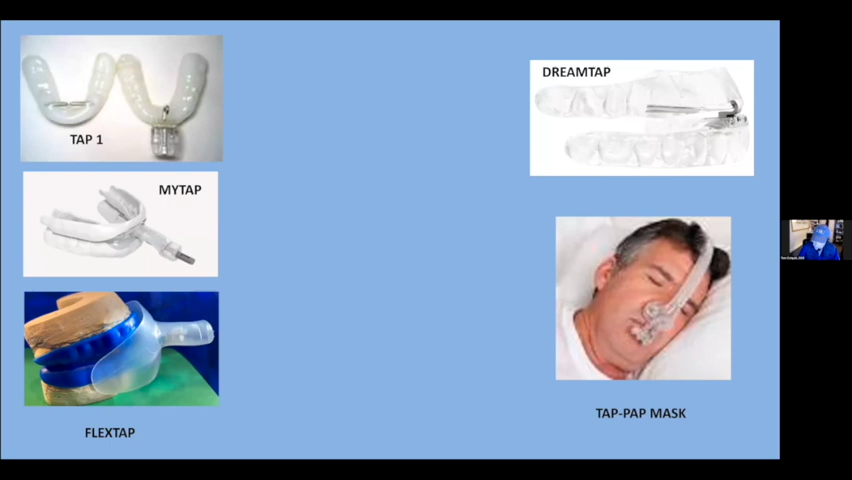 TAP 1
MYTAP
FLEXTAP
DREAMTAP
TAP-PAP MASK